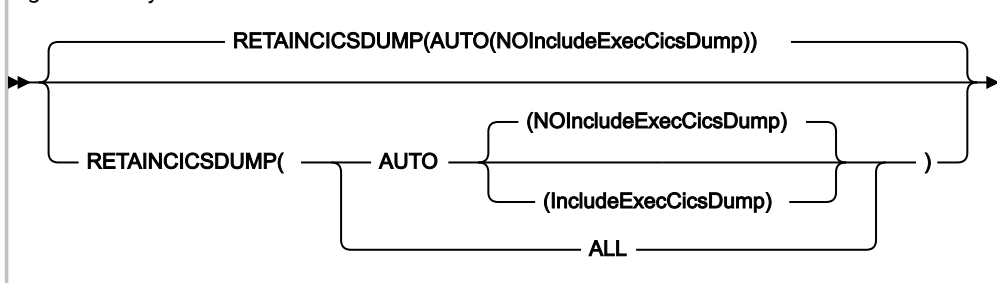 RETAINCICSDUMP(AUTO(NOIncludeExecCicsDump))
(NOIncludeExecCicsDump)
RETAINCICSDUMP( AUTO )
(IncludeExecCicsDump)
ALL